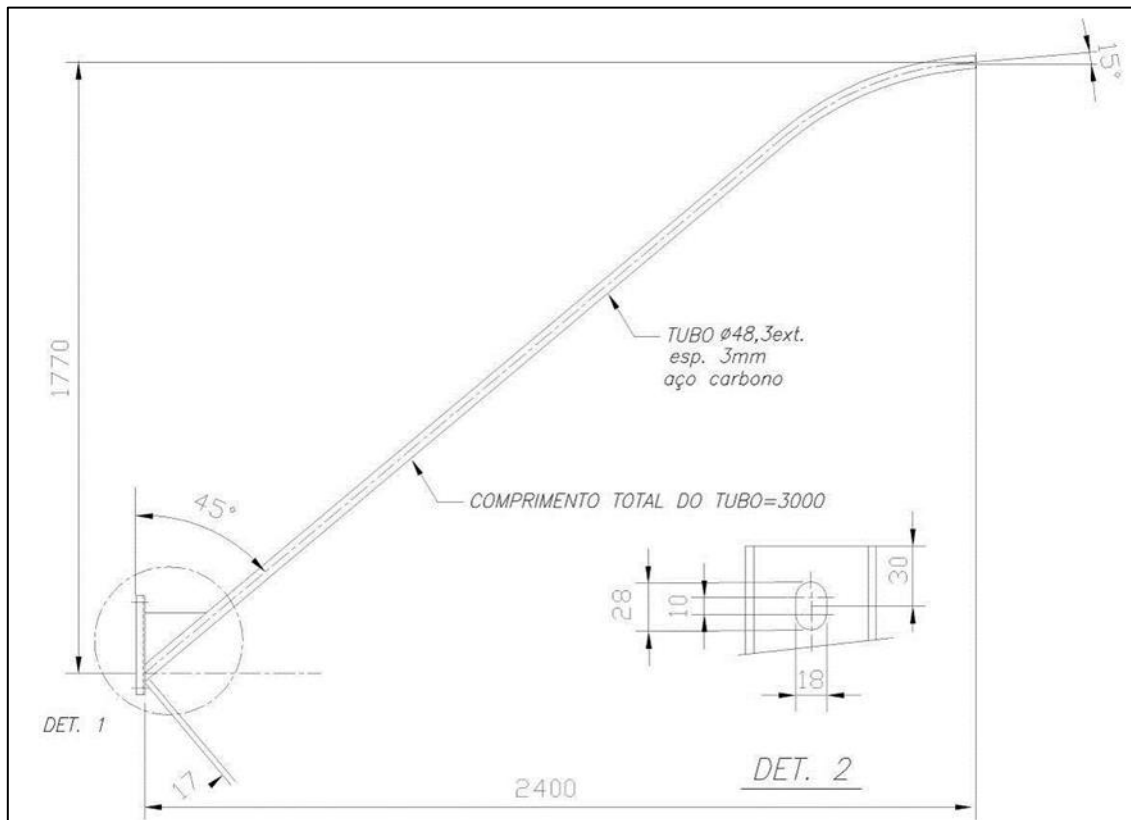 15°
1770
TUBO ø48,3ext.
esp. 3mm
aço carbono
COMPRIMENTO TOTAL DO TUBO=3000
45°
28
10
30
18
DET. 1
17
2400
DET. 2